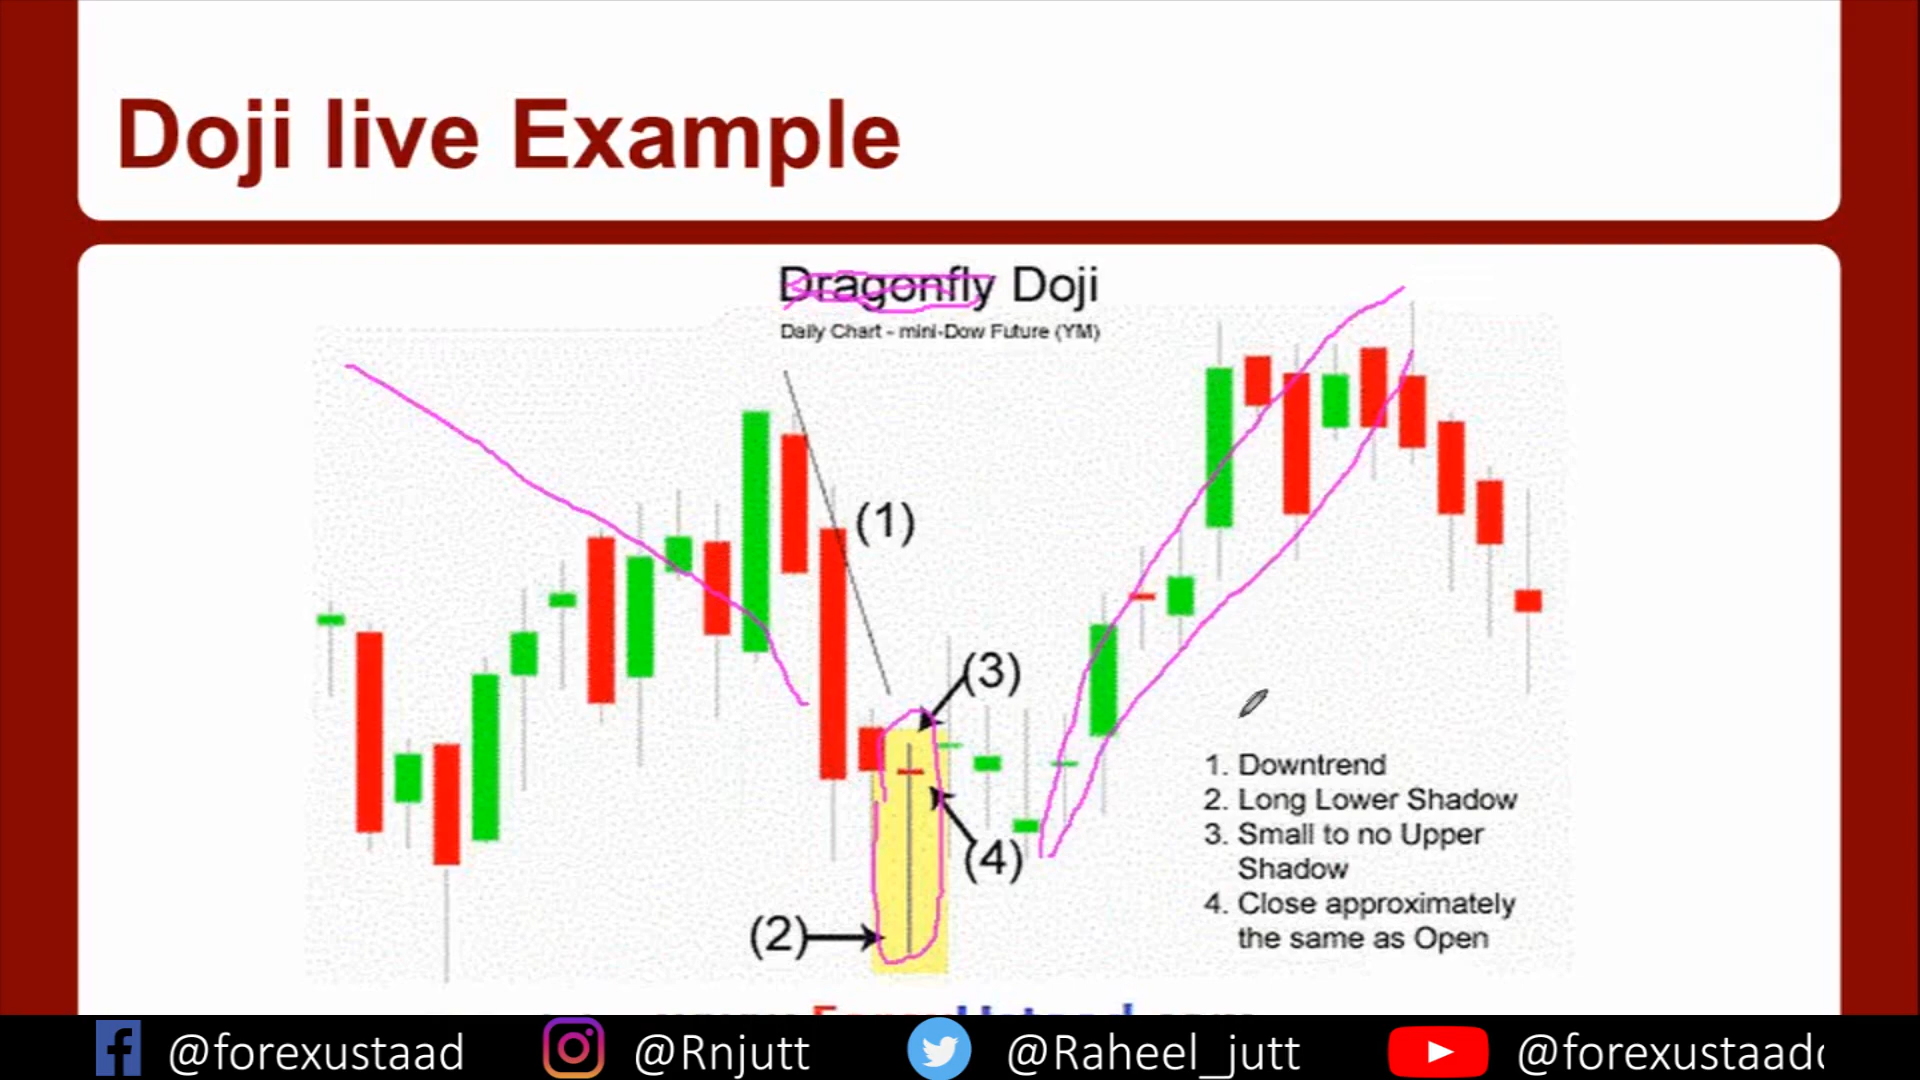 Doji live Example
Dragonfly Doji
Daily Chart - mini-Dow Future (YM)
(1)
(3)
(4)
(2)
1. Downtrend
2. Long Lower Shadow
3. Small to no Upper
Shadow
4. Close approximately
the same as Open
@forexustaad @Rnjutt @Raheel_jutt @forexustaad